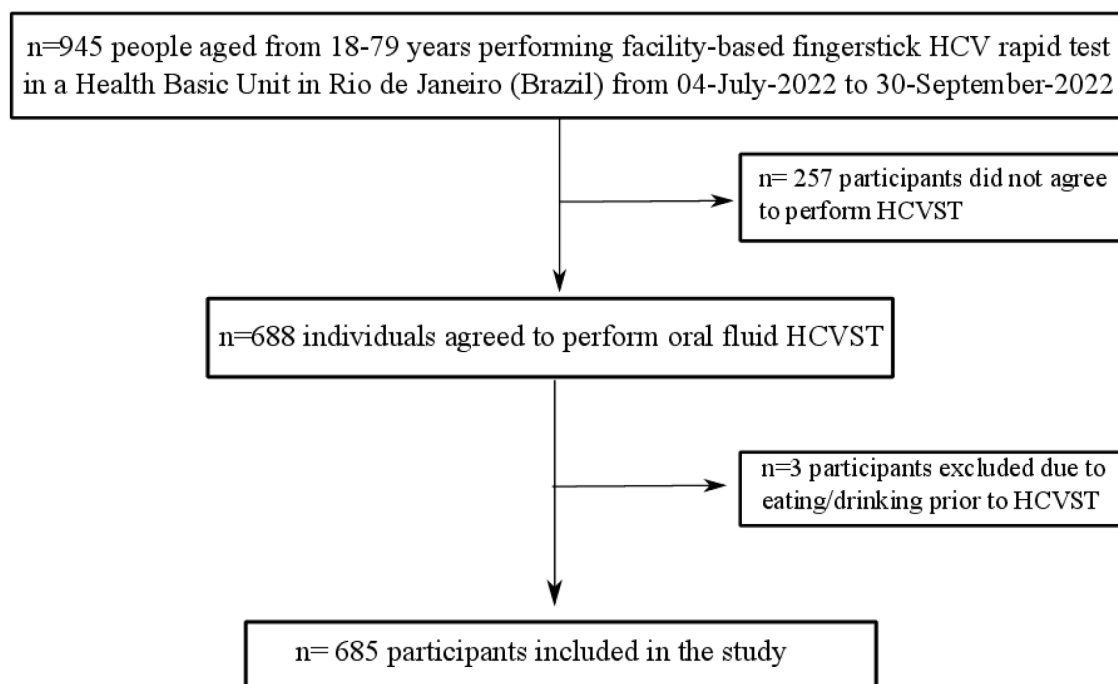 n=945 people aged from 18-79 years performing facility-based fingerstick HCV rapid test
in a Health Basic Unit in Rio de Janeiro (Brazil) from 04-July-2022 to 30-September-2022
n= 257 participants did not agree
to perform HCVST
n=688 individuals agreed to perform oral fluid HCVST
n=3 participants excluded due to
eating/drinking prior to HCVST
n= 685 participants included in the study